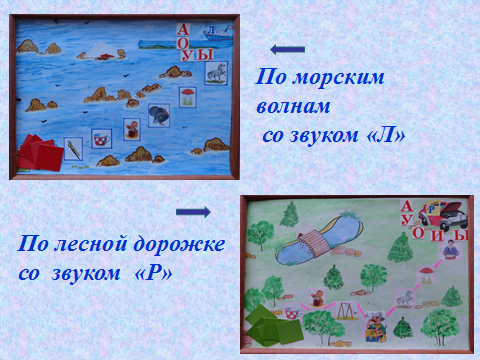 А
О Л
У Ы
По морским
волнам
со звуком «Л»
По лесной дорожке
со звуком «Р»
А Р
У О И Ы